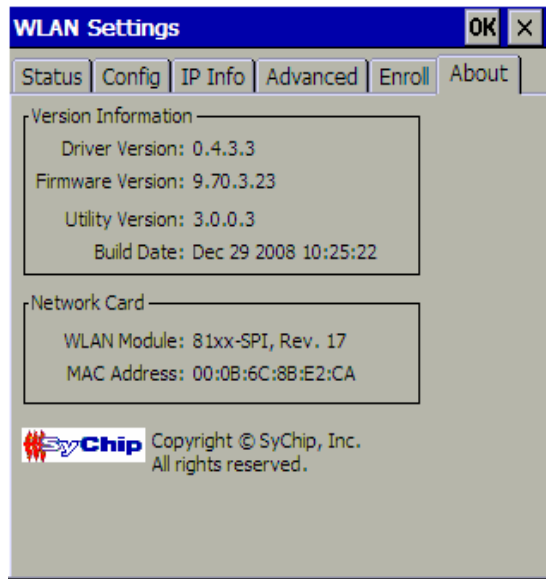 WLAN Settings OK ×
Status Config IP Info Advanced Enroll About
Version Information
Driver Version: 0.4.3.3
Firmware Version: 9.70.3.23
Utility Version: 3.0.0.3
Build Date: Dec 29 2008 10:25:22
Network Card
WLAN Module: 81xx-SPI, Rev. 17
MAC Address: 00:0B:6C:8B:E2:CA
SyChip Copyright © SyChip, Inc.
All rights reserved.